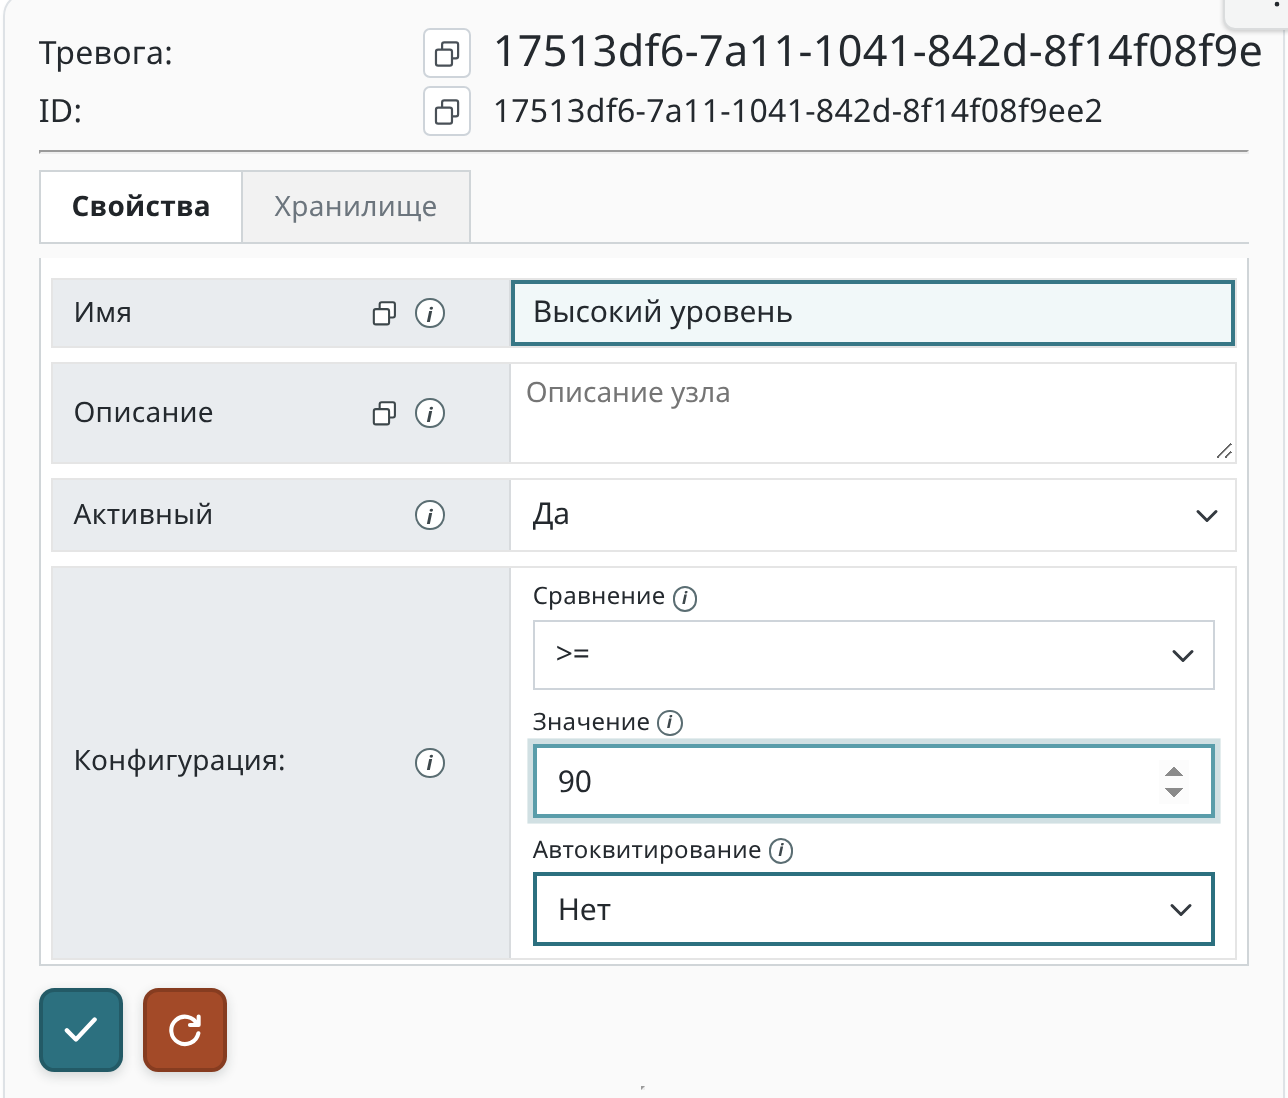 Тревога: 17513df6-7a11-1041-842d-8f14f08f9e
ID: 17513df6-7a11-1041-842d-8f14f08f9ee2
Свойства Хранилище
Имя Высокий уровень
Описание Описание узла
Активный Да
Сравнение
>=
Значение
Конфигурация:
90
Автоквитирование
Нет